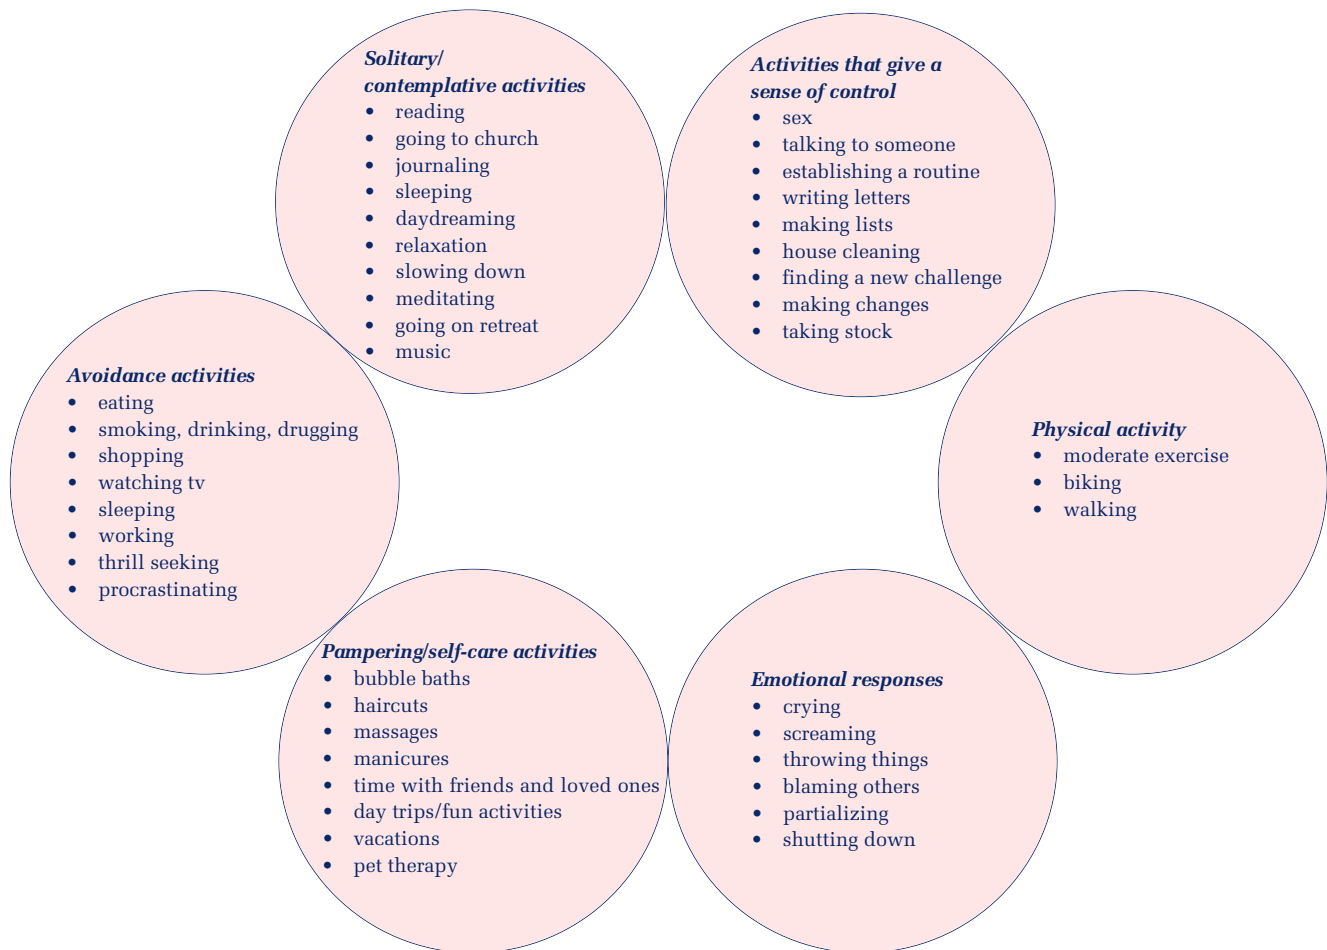 Solitary/
contemplative activities
• reading
• going to church
• journaling
• sleeping
• daydreaming
• relaxation
• slowing down
• meditating
• going on retreat
• music
Activities that give a
sense of control
• sex
• talking to someone
• establishing a routine
• writing letters
• making lists
• house cleaning
• finding a new challenge
• making changes
• taking stock
Avoidance activities
• eating
• smoking, drinking, drugging
• shopping
• watching tv
• sleeping
• working
• thrill seeking
• procrastinating
Physical activity
• moderate exercise
• biking
• walking
Pampering/self-care activities
• bubble baths
• haircuts
• massages
• manicures
• time with friends and loved ones
• day trips/fun activities
• vacations
• pet therapy
Emotional responses
• crying
• screaming
• throwing things
• blaming others
• partializing
• shutting down